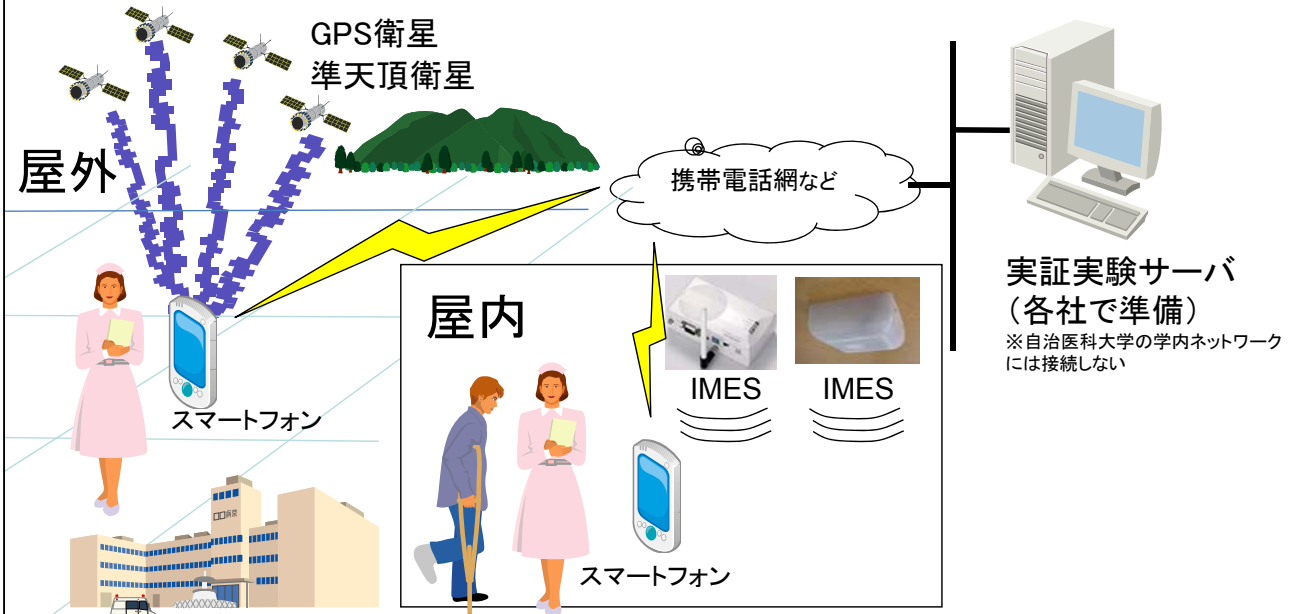 GPS衛星
準天頂衛星
屋外
携帯電話網など
実証実験サーバ
(各社で準備)
※自治医科大学の学内ネットワーク
には接続しない
屋内
IMES
IMES
スマートフォン
スマートフォン
□□病院